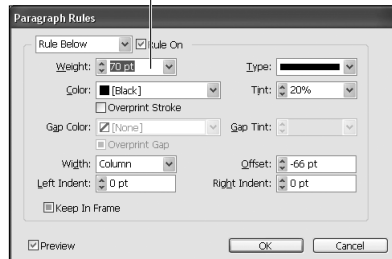 Paragraph Rules
Rule Below Rule On
Weight: 70 pt Type:
Color: [Black] Tint: 20%
Overprint Stroke
Gap Color: [None] Gap Tint:
Overprint Gap
Width: Column Offset: -66 pt
Left Indent: 0 pt Right Indent: 0 pt
Keep In Frame
Preview OK Cancel